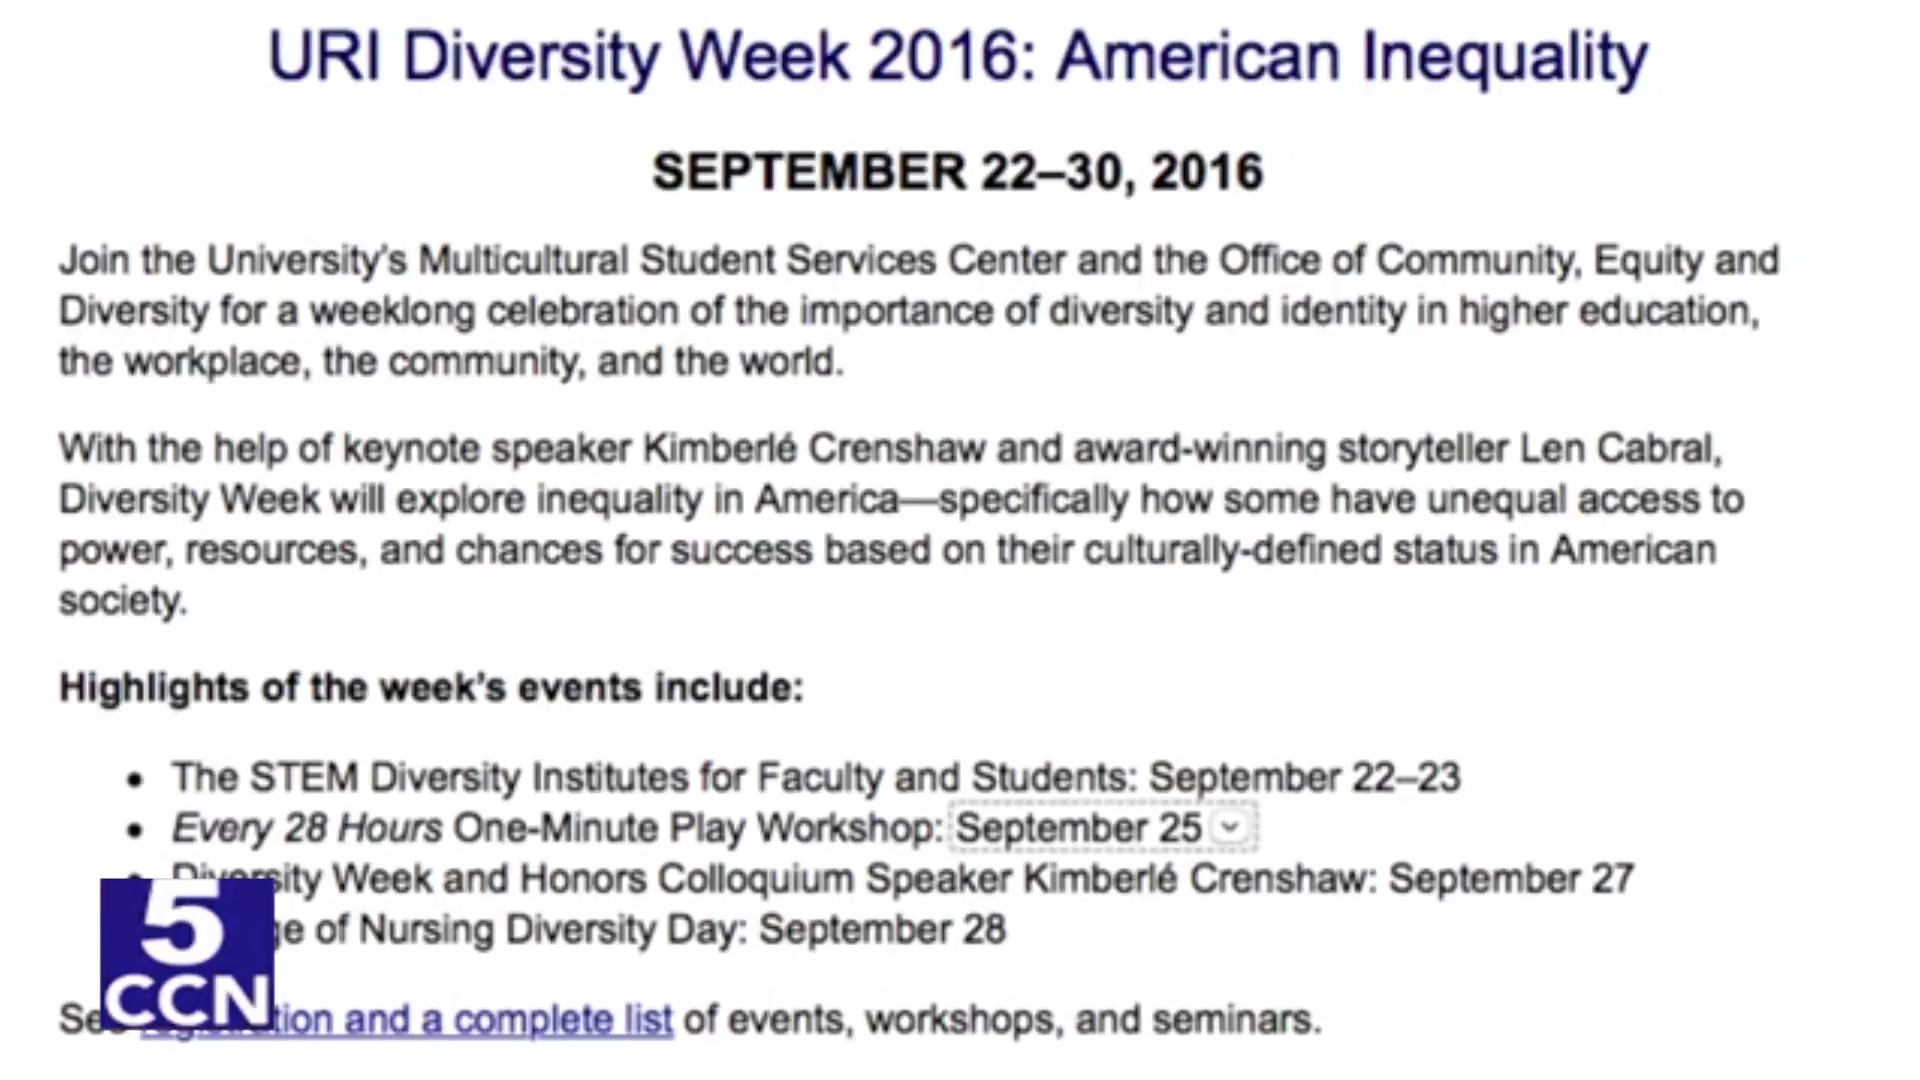 URI Diversity Week 2016: American Inequality
SEPTEMBER 22–30, 2016
Join the University's Multicultural Student Services Center and the Office of Community, Equity and
Diversity for a weeklong celebration of the importance of diversity and identity in higher education,
the workplace, the community, and the world.
With the help of keynote speaker Kimberlé Crenshaw and award-winning storyteller Len Cabral,
Diversity Week will explore inequality in America—specifically how some have unequal access to
power, resources, and chances for success based on their culturally-defined status in American
society.
Highlights of the week's events include:
• The STEM Diversity Institutes for Faculty and Students: September 22–23
• Every 28 Hours One-Minute Play Workshop: September 25
• Diversity Week and Honors Colloquium Speaker Kimberlé Crenshaw: September 27
of Nursing Diversity Day: September 28
See registration and a complete list of events, workshops, and seminars.
5
CCN